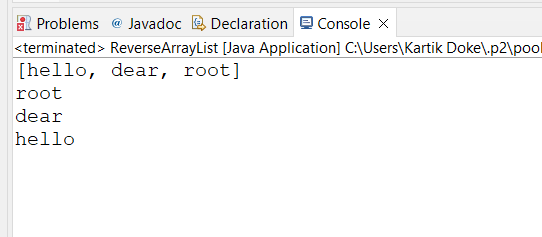 Problems @ Javadoc Declaration Console
<terminated> ReverseArrayList [Java Application] C:\Users\Kartik Doke\.p2\pool
[hello, dear, root]
root
dear
hello